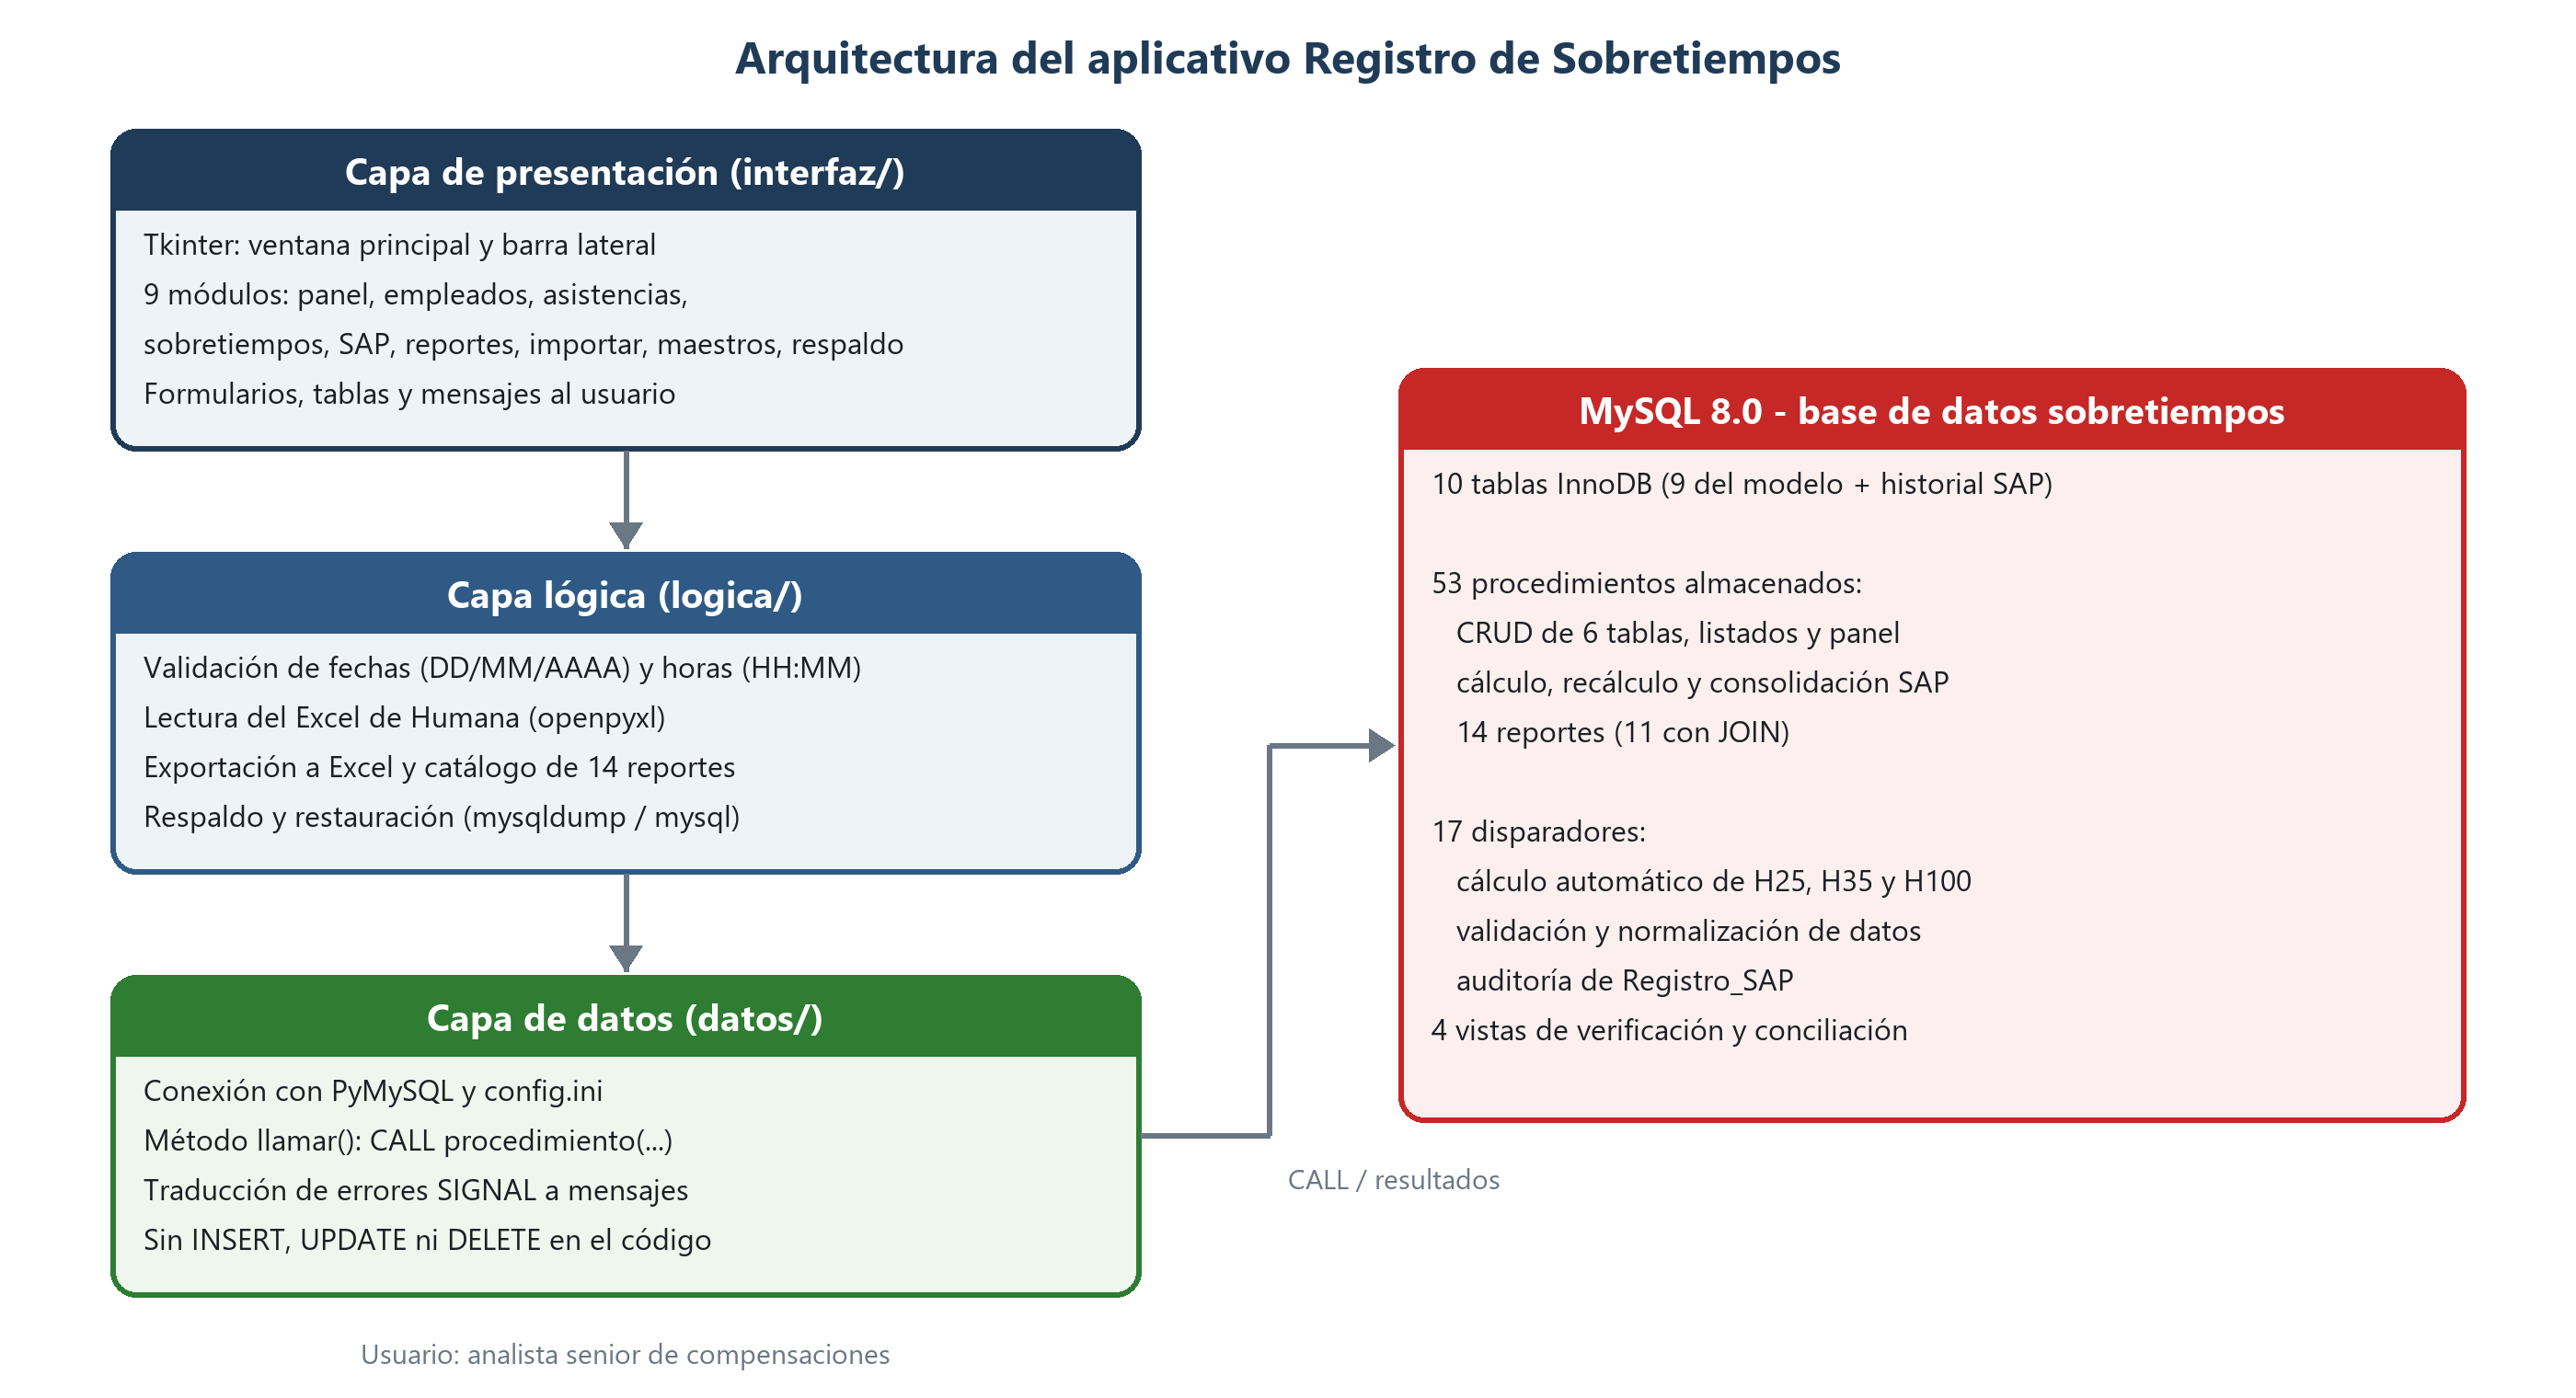 Arquitectura del aplicativo Registro de Sobretiempos
Capa de presentación (interfaz/)
Tkinter: ventana principal y barra lateral
9 módulos: panel, empleados, asistencias,
sobretiempos, SAP, reportes, importar, maestros, respaldo
Formularios, tablas y mensajes al usuario
Capa lógica (logica/)
Validación de fechas (DD/MM/AAAA) y horas (HH:MM)
Lectura del Excel de Humana (openpyxl)
Exportación a Excel y catálogo de 14 reportes
Respaldo y restauración (mysqldump / mysql)
Capa de datos (datos/)
Conexión con PyMySQL y config.ini
Método llamar(): CALL procedimiento(...)
Traducción de errores SIGNAL a mensajes
Sin INSERT, UPDATE ni DELETE en el código
Usuario: analista senior de compensaciones
MySQL 8.0 - base de datos sobretiempos
10 tablas InnoDB (9 del modelo + historial SAP)
53 procedimientos almacenados:
CRUD de 6 tablas, listados y panel
cálculo, recálculo y consolidación SAP
14 reportes (11 con JOIN)
17 disparadores:
cálculo automático de H25, H35 y H100
validación y normalización de datos
auditoría de Registro_SAP
4 vistas de verificación y conciliación
CALL / resultados